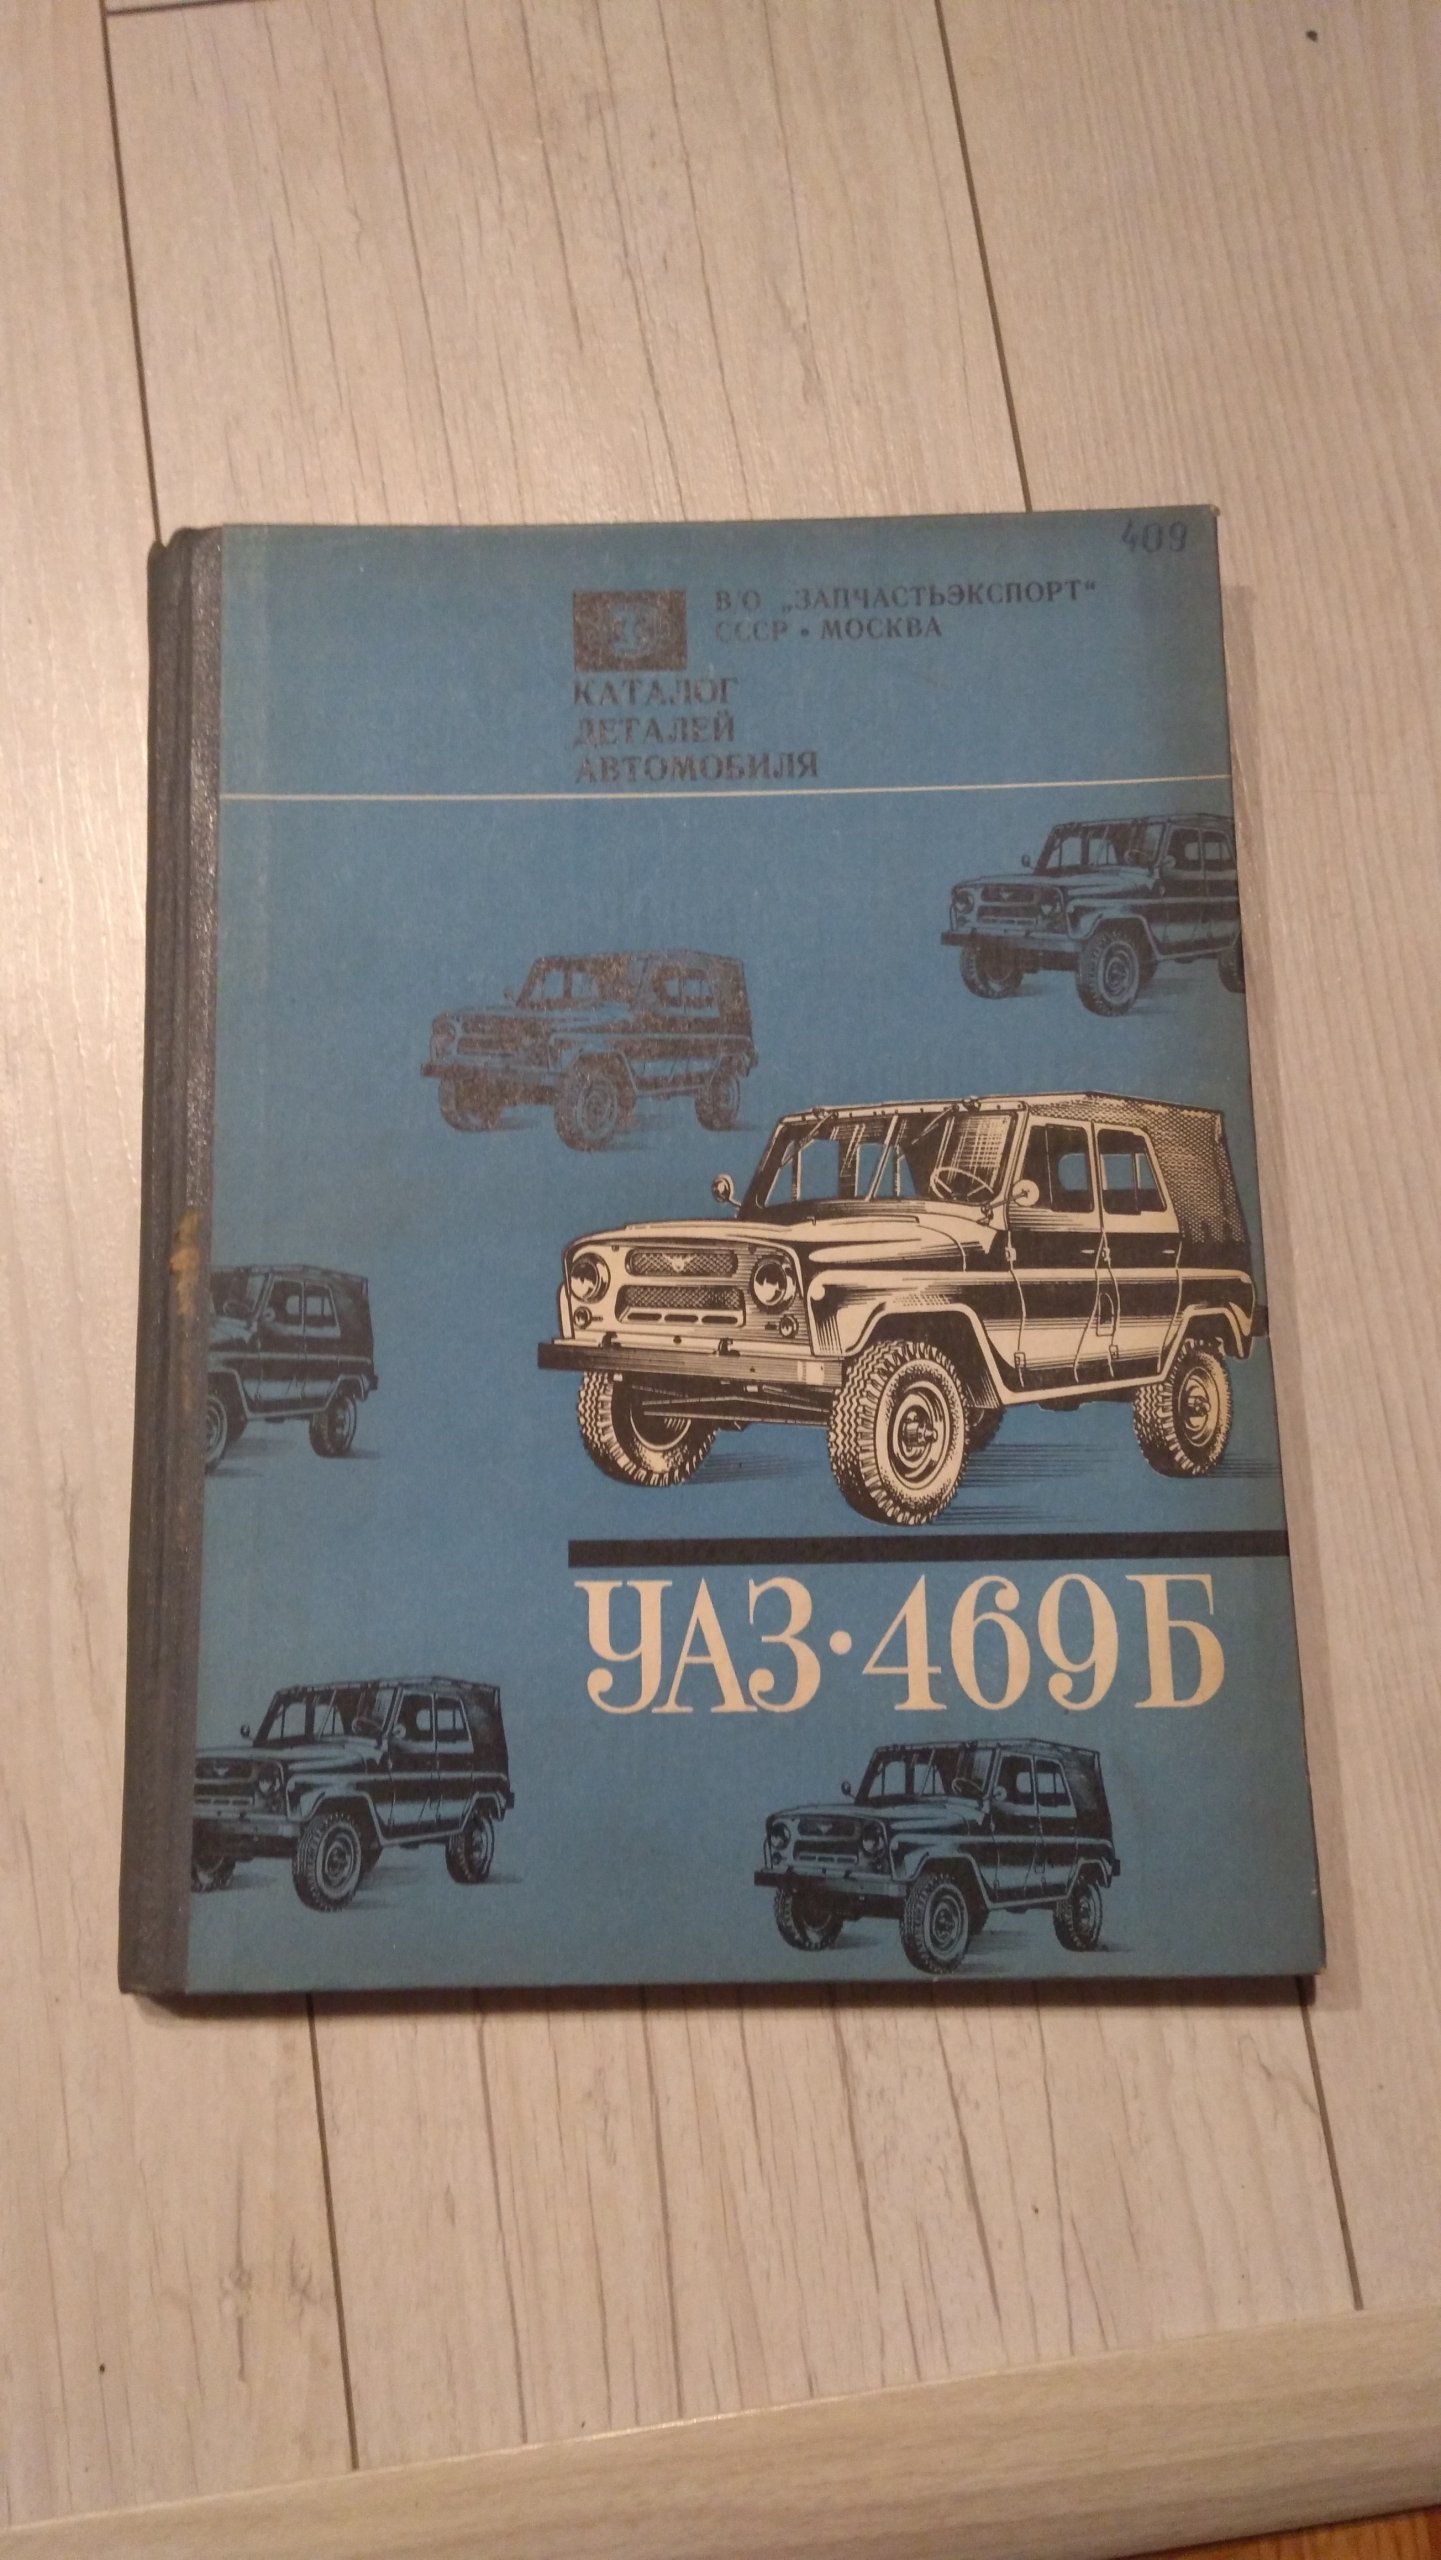 409
В/О „ЗАПЧАСТЬЭКСПОРТ“
СССР • МОСКВА
КАТАЛОГ
ДЕТАЛЕЙ
АВТОМОБИЛЯ
УАЗ·469Б